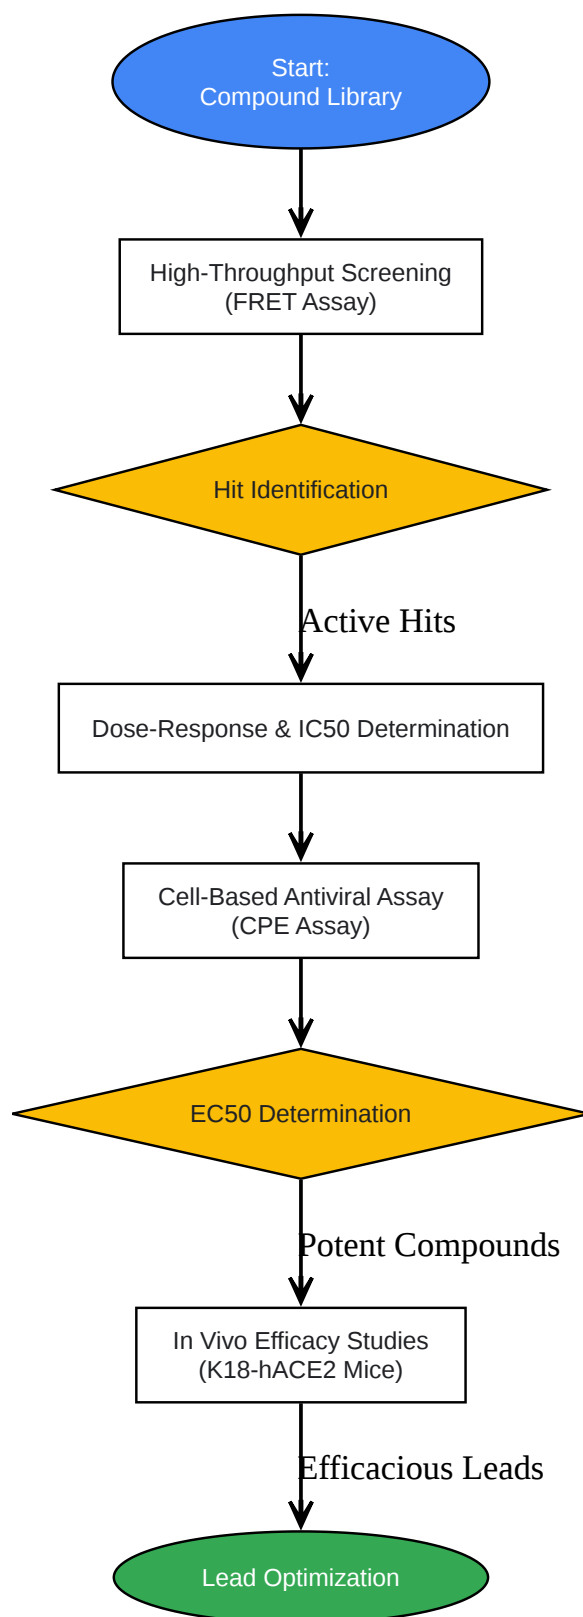 Start:
Compound Library
High-Throughput Screening
(FRET Assay)
Hit Identification
Active Hits
Dose-Response & IC50 Determination
Cell-Based Antiviral Assay
(CPE Assay)
EC50 Determination
Potent Compounds
In Vivo Efficacy Studies
(K18-hACE2 Mice)
Efficacious Leads
Lead Optimization